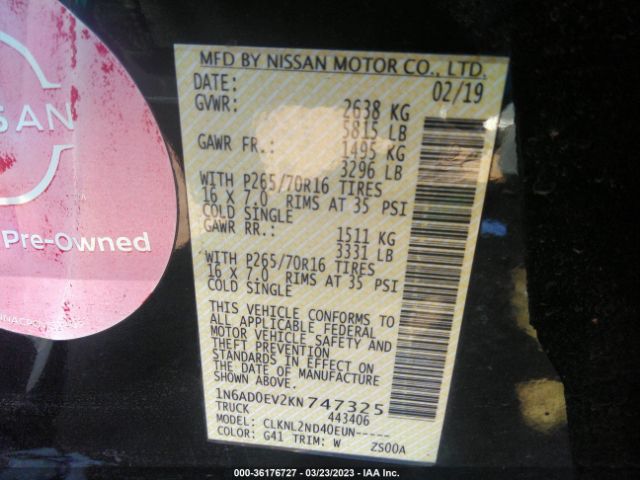 MFD BY NISSAN MOTOR CO., LTD.
DATE: 02/19
GVWR: 2638 KG
5815 LB
GAWR FR.: 1495 KG
3296 LB
WITH P265/70R16 TIRES
16 X 7.0 RIMS AT 35 PSI
COLD SINGLE
GAWR RR.: 1511 KG
3331 LB
WITH P265/70R16 TIRES
16 X 7.0 RIMS AT 35 PSI
COLD SINGLE
THIS VEHICLE CONFORMS TO
ALL APPLICABLE FEDERAL
MOTOR VEHICLE SAFETY AND
THEFT PREVENTION
STANDARDS IN EFFECT ON
THE DATE OF MANUFACTURE
SHOWN ABOVE.
1N6AD0EV2KN747325
TRUCK 443406
MODEL: CLKNL2ND40EUN-----
COLOR: G41 TRIM: W ZS00A
SSAN
Pre-Owned
000-36176727 - 03/23/2023 - IAA Inc.